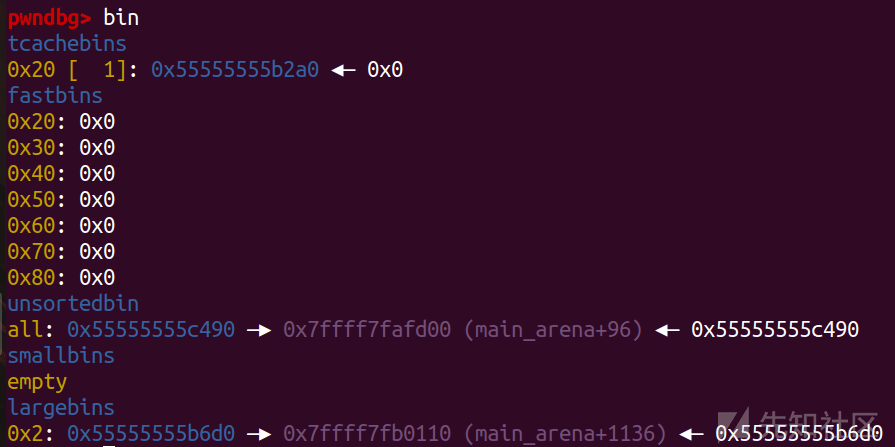 pwndbg> bin
tcachebins
0x20 [  1]: 0x55555555b2a0 ◂— 0x0
fastbins
0x20: 0x0
0x30: 0x0
0x40: 0x0
0x50: 0x0
0x60: 0x0
0x70: 0x0
0x80: 0x0
unsortedbin
all: 0x55555555c490 —▸ 0x7ffff7fafd00 (main_arena+96) ◂— 0x55555555c490
smallbins
empty
largebins
0x2: 0x55555555b6d0 —▸ 0x7ffff7fb0110 (main_arena+1136) ◂— 0x55555555b6d0
先知社区